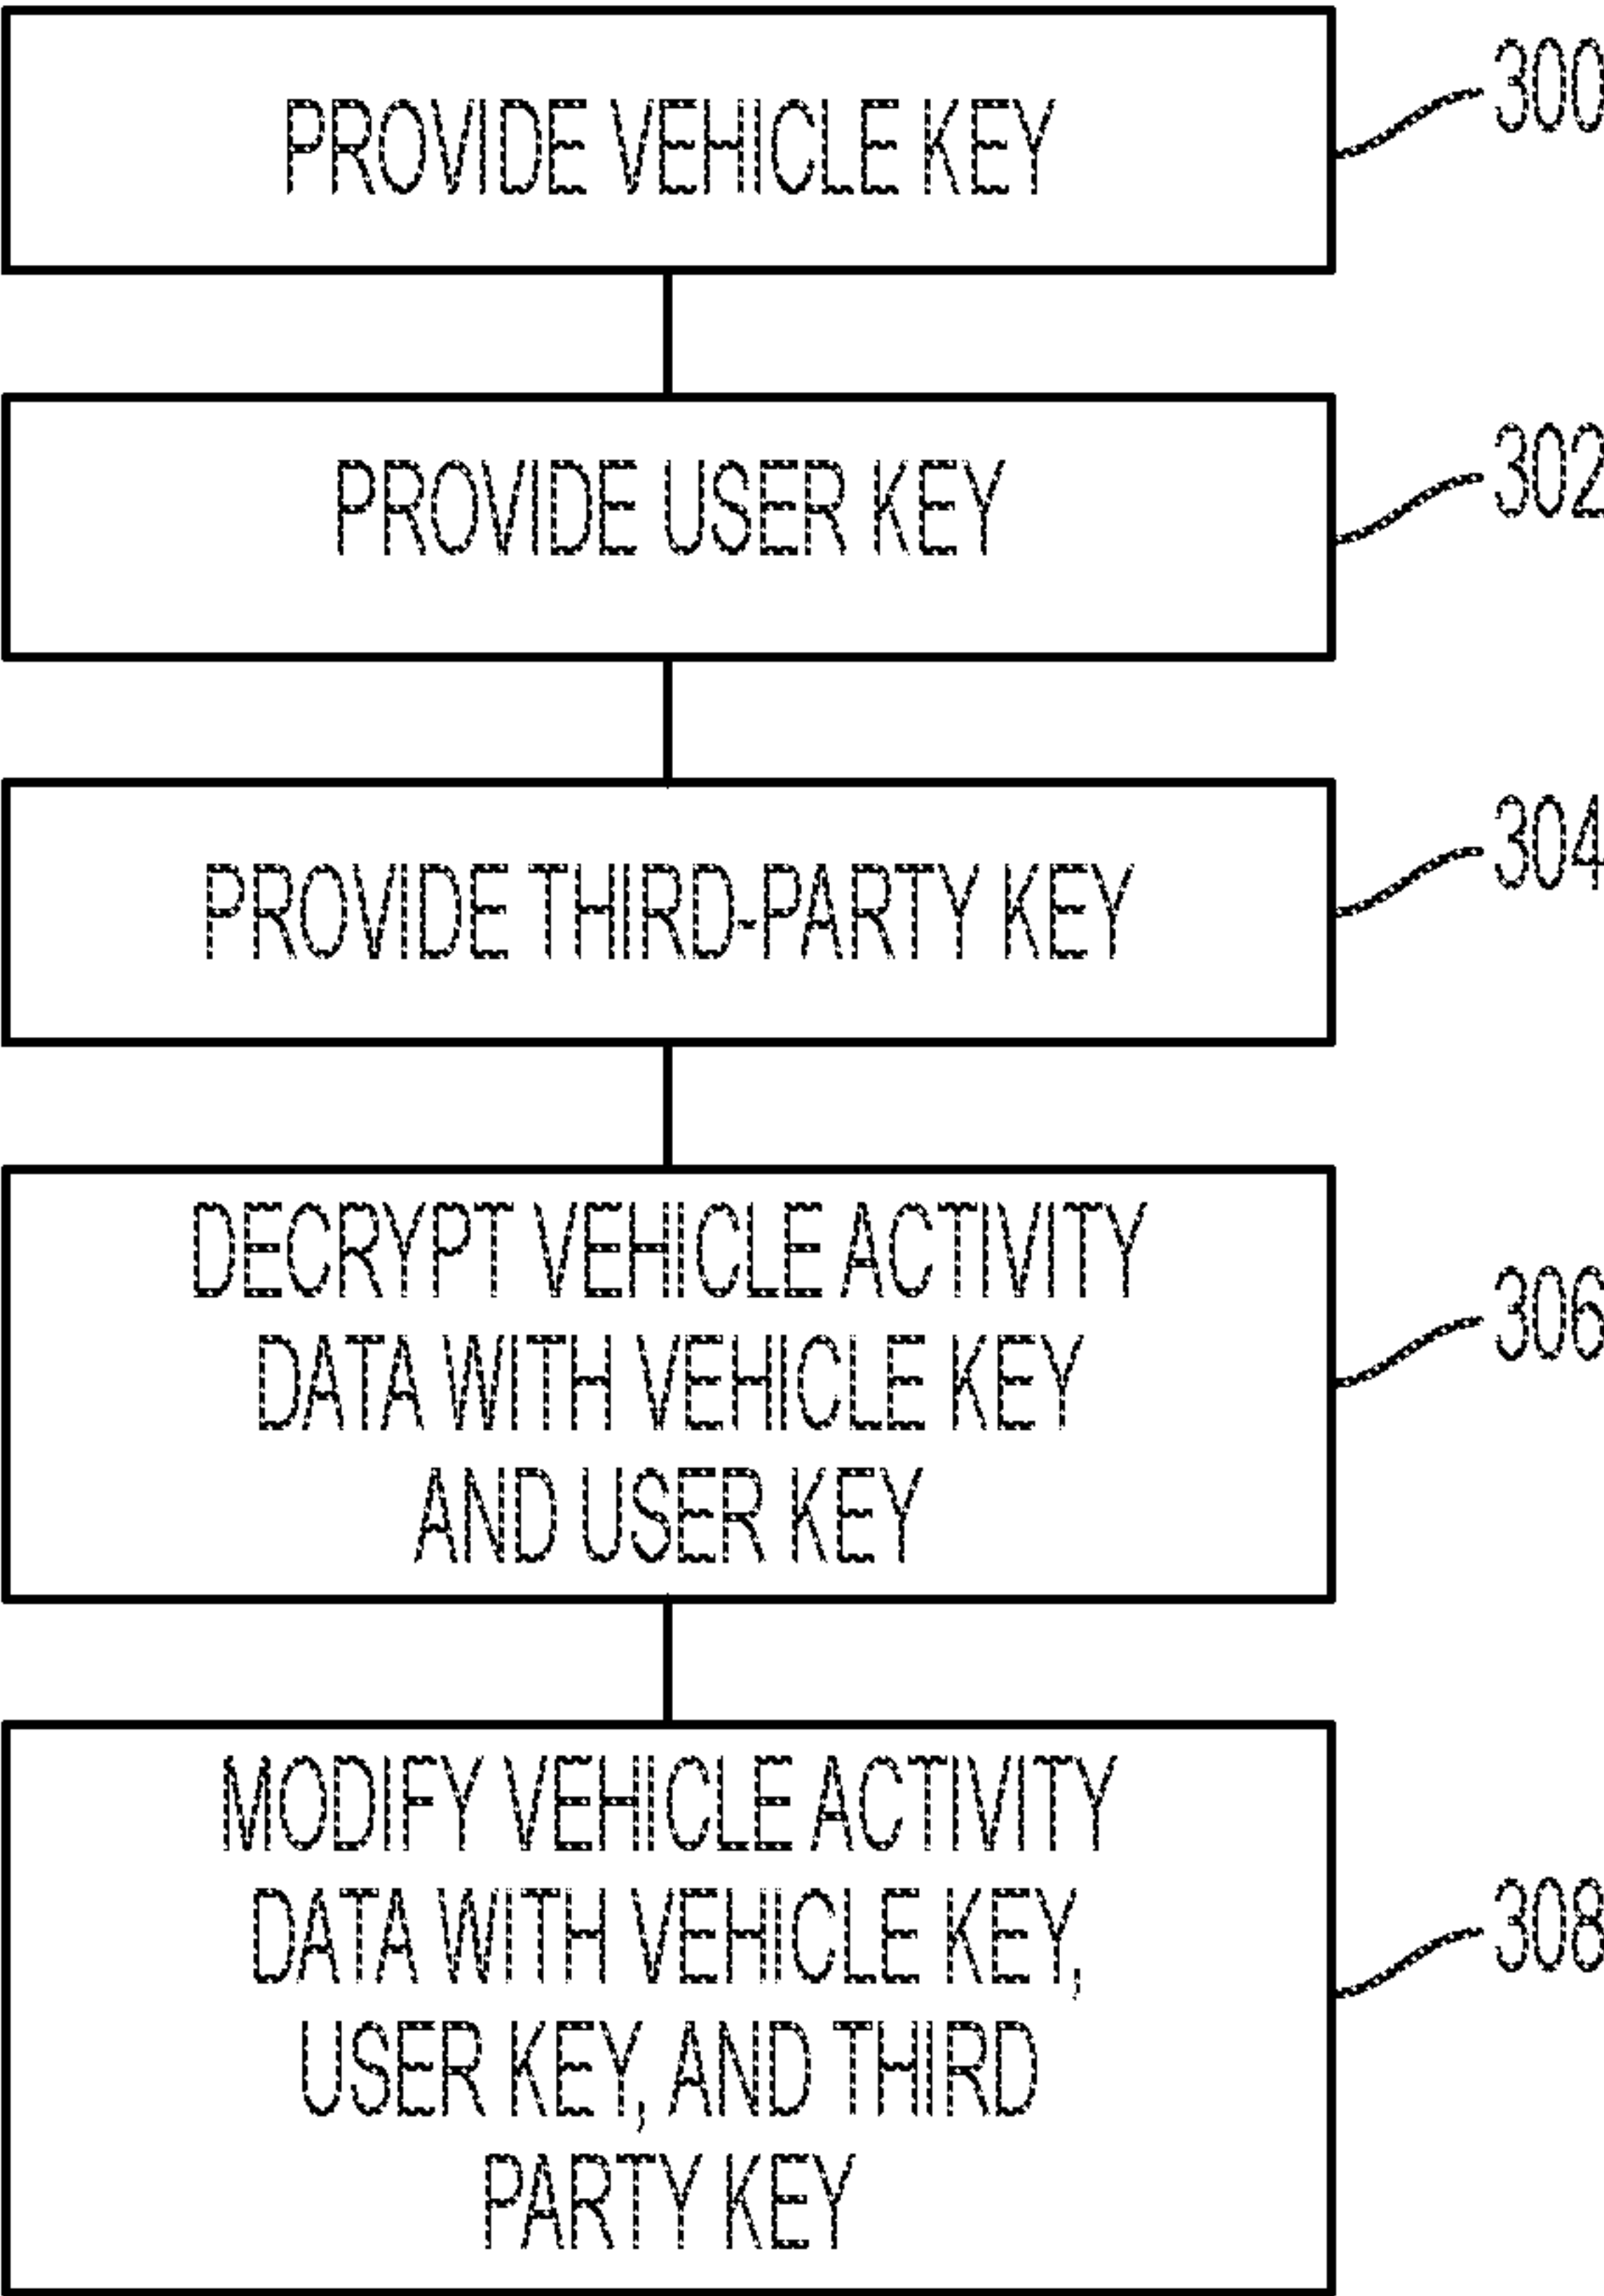 PROVIDE VEHICLE KEY
300
PROVIDE USER KEY
302
PROVIDE THIRD-PARTY KEY
304
DECRYPT VEHICLE ACTIVITY
DATA WITH VEHICLE KEY
AND USER KEY
306
MODIFY VEHICLE ACTIVITY
DATA WITH VEHICLE KEY,
USER KEY, AND THIRD
PARTY KEY
308